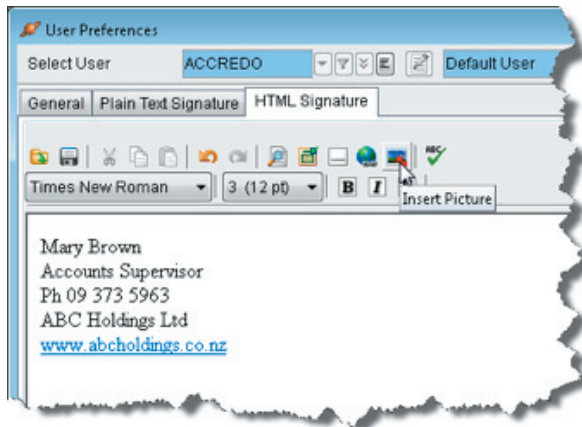 User Preferences
Select User ACCREDO Default User
General Plain Text Signature HTML Signature
ABC
Times New Roman 3 (12 pt) B I
Insert Picture
Mary Brown
Accounts Supervisor
Ph 09 373 5963
ABC Holdings Ltd
www.abcholdings.co.nz